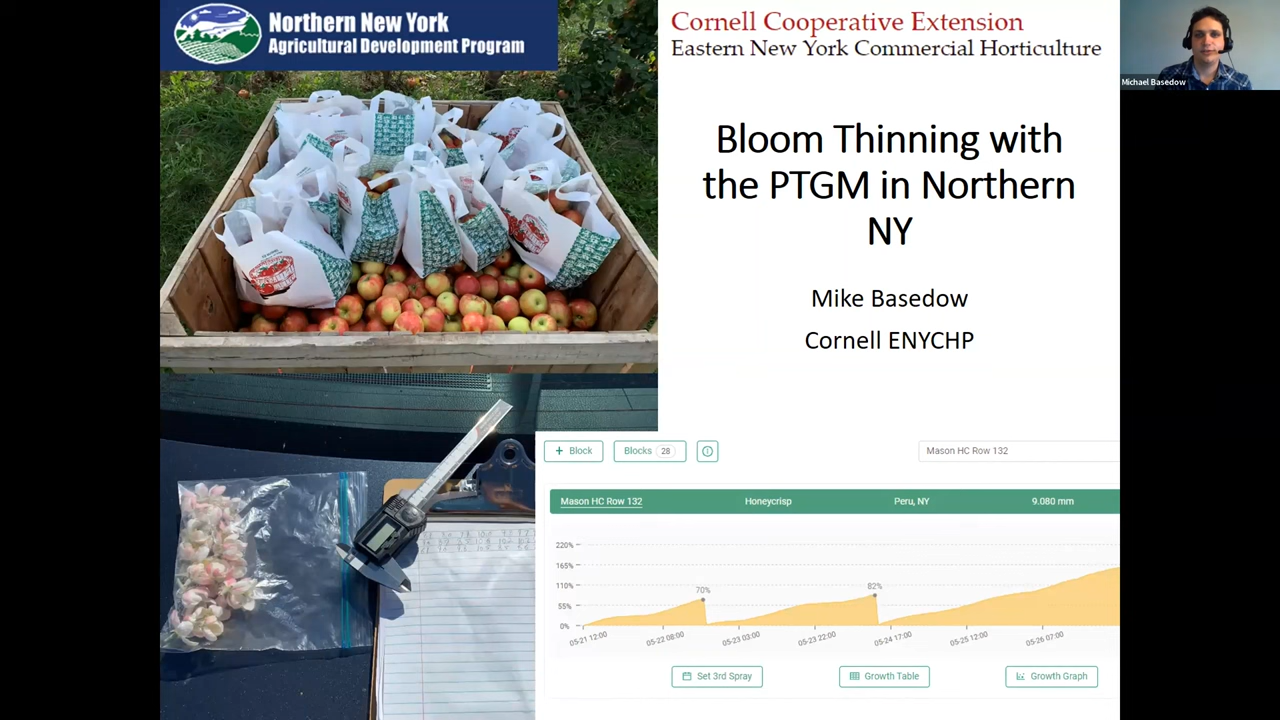 Northern New York
Agricultural Development Program
Cornell Cooperative Extension
Eastern New York Commercial Horticulture
Michael Basedow
Bloom Thinning with
the PTGM in Northern
NY
Mike Basedow
Cornell ENYCHP
+ Block
Blocks 28
Mason HC Row 132
Mason HC Row 132 Honeycrisp Peru, NY 9.080 mm
220%
165%
110%
55%
0%
70%
82%
05-21 12:00
05-22 08:00
05-23 03:00
05-23 22:00
05-24 17:00
05-25 12:00
05-26 07:00
Set 3rd Spray
Growth Table
Growth Graph